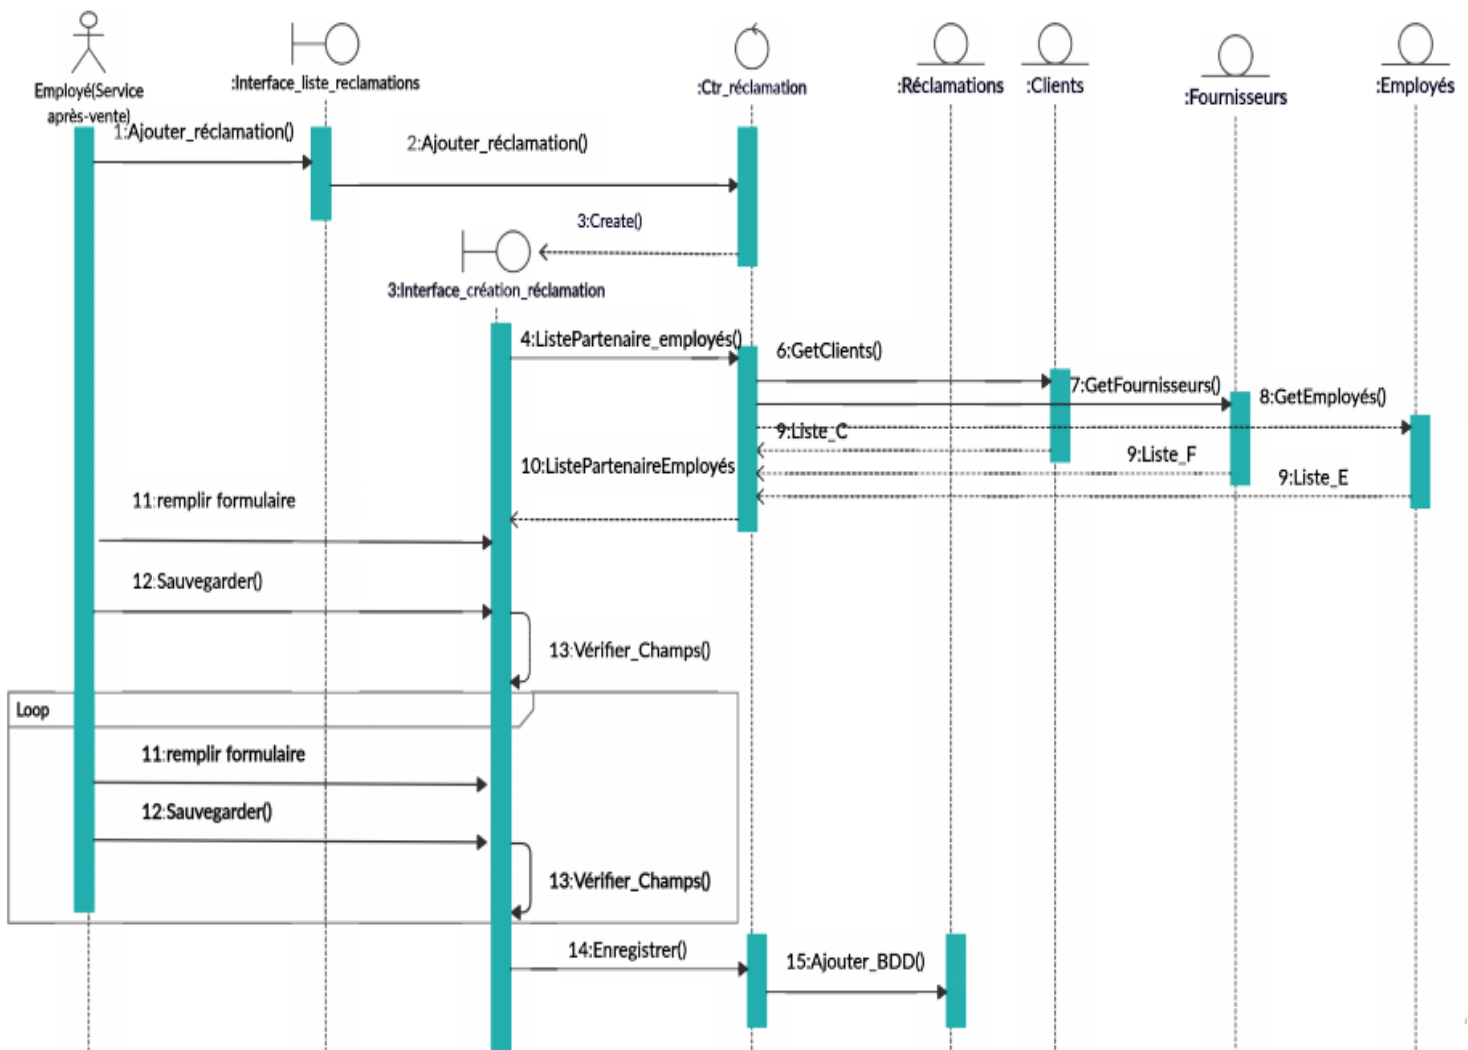 Employé(Service
après-vente)
:Interface_liste_reclamations
:Ctr_réclamation
:Réclamations
:Clients
:Fournisseurs
:Employés
1:Ajouter_réclamation()
2:Ajouter_réclamation()
3:Create()
3:Interface_création_réclamation
4:ListePartenaire_employés()
6:GetClients()
7:GetFournisseurs()
8:GetEmployés()
9:Liste_C
9:Liste_F
9:Liste_E
10:ListePartenaireEmployés
11:remplir formulaire
12:Sauvegarder()
13:Vérifier_Champs()
Loop
11:remplir formulaire
12:Sauvegarder()
13:Vérifier_Champs()
14:Enregistrer()
15:Ajouter_BDD()